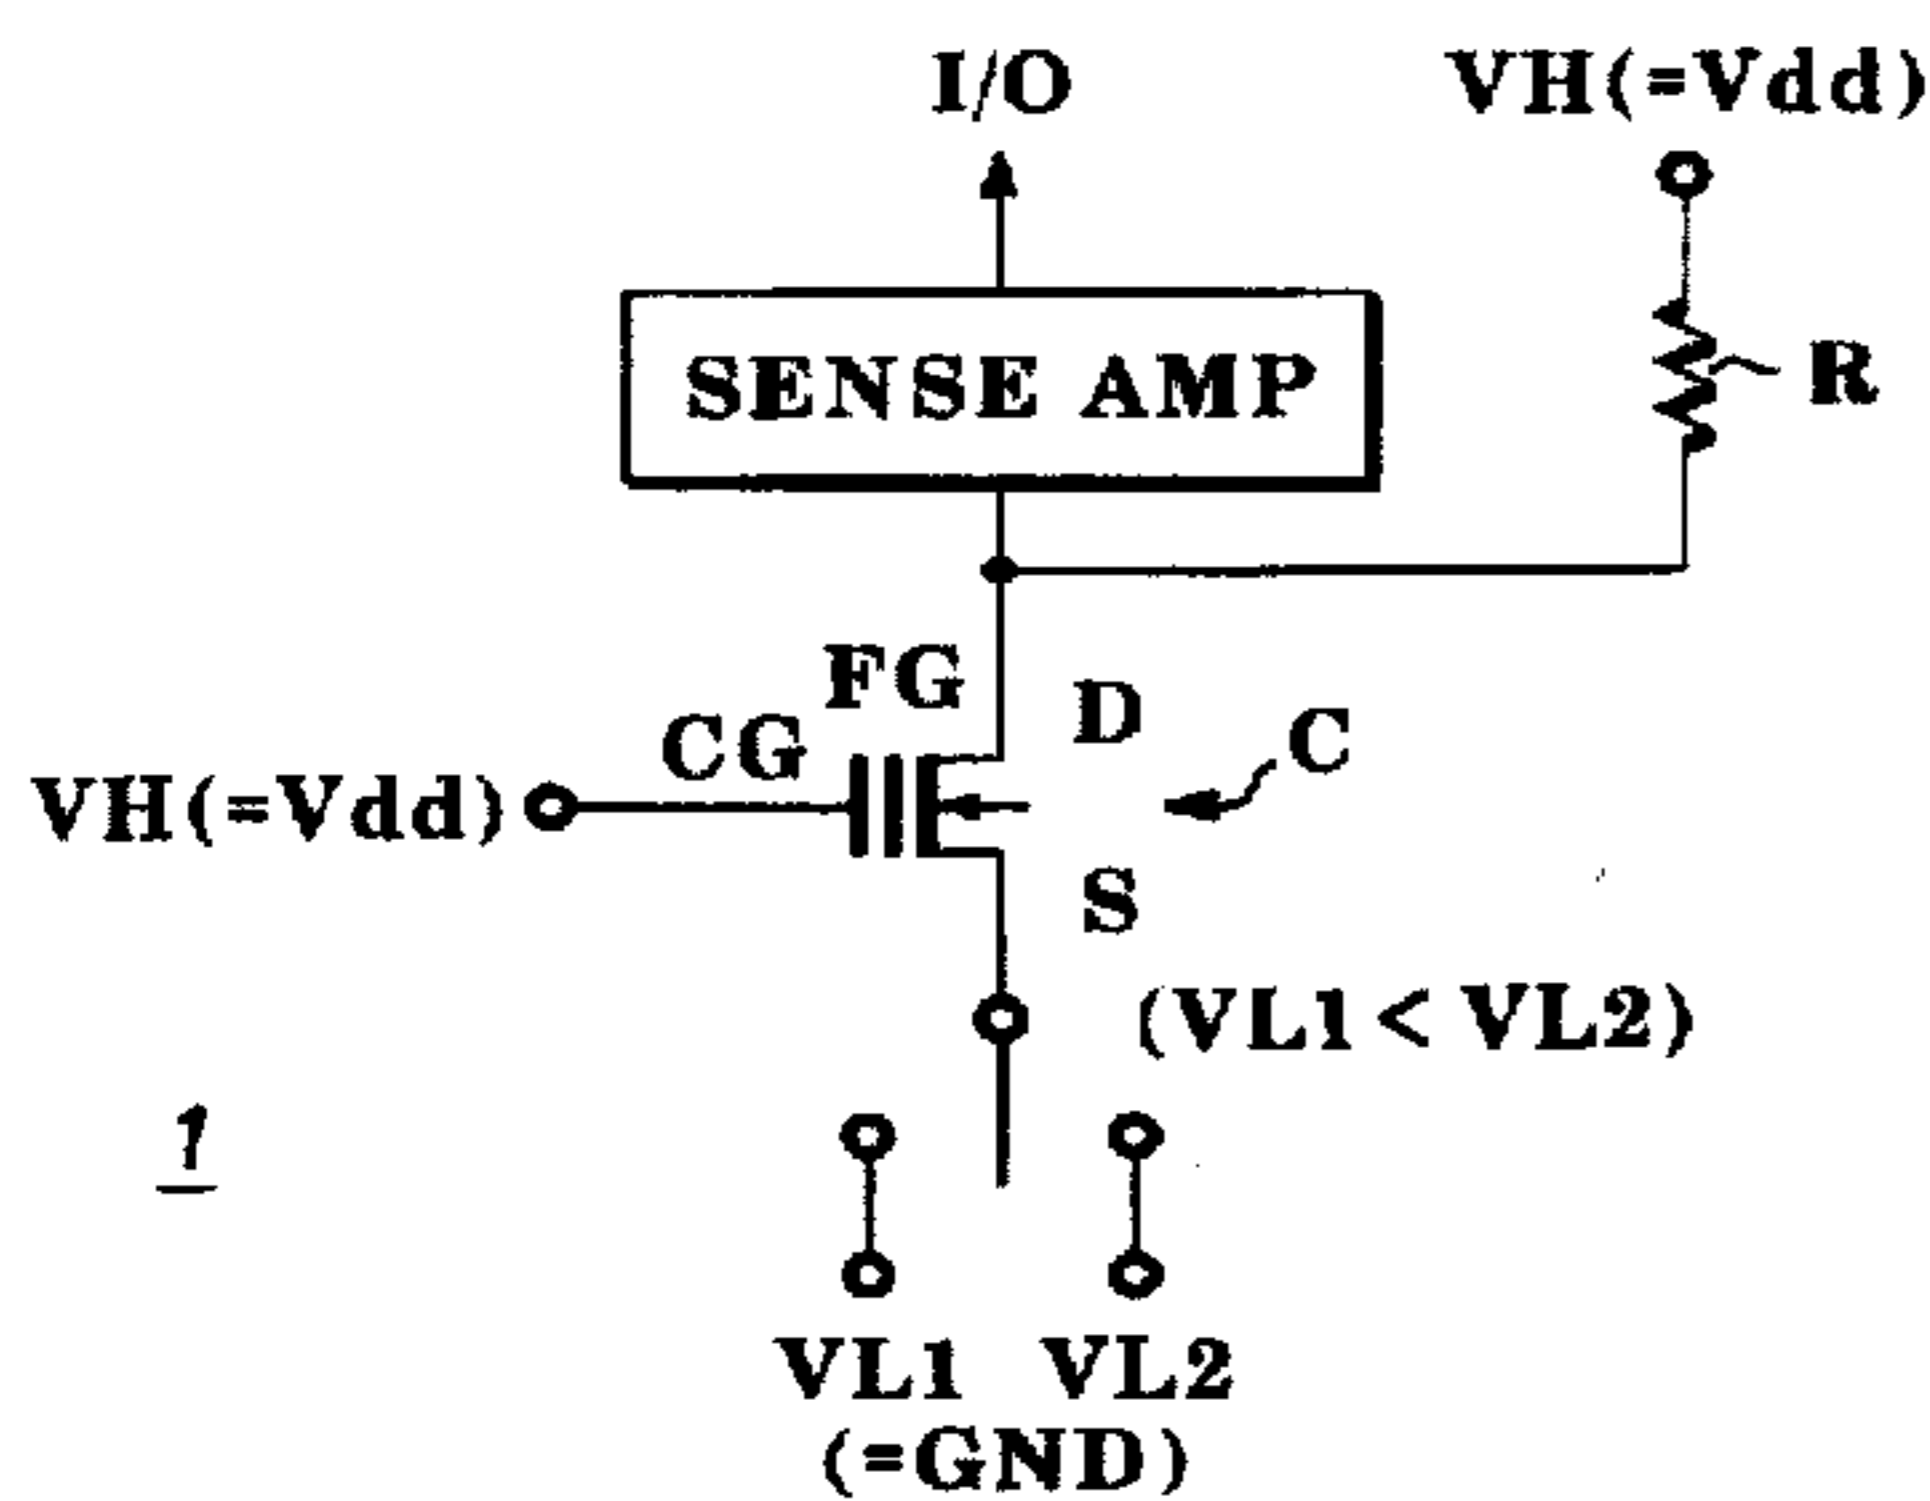 I/O
VH(=Vdd)
SENSE AMP
R
FG
D
CG
C
VH(=Vdd)
S
(VL1< VL2)
1
VL1 VL2
(=GND)